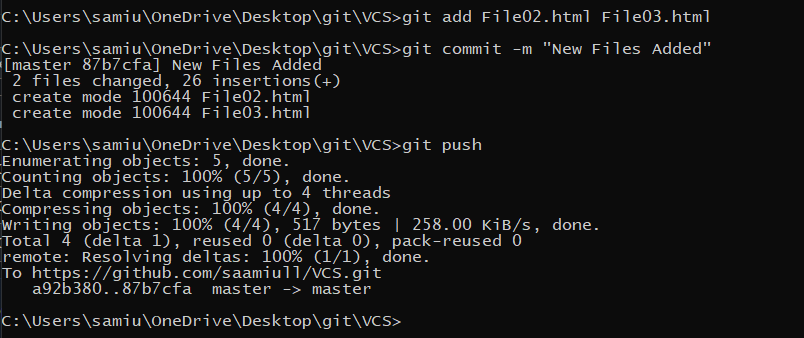 C:\Users\samiu\OneDrive\Desktop\git\VCS>git add File02.html File03.html
C:\Users\samiu\OneDrive\Desktop\git\VCS>git commit -m "New Files Added"
[master 87b7cfa] New Files Added
 2 files changed, 26 insertions(+)
 create mode 100644 File02.html
 create mode 100644 File03.html
C:\Users\samiu\OneDrive\Desktop\git\VCS>git push
Enumerating objects: 5, done.
Counting objects: 100% (5/5), done.
Delta compression using up to 4 threads
Compressing objects: 100% (4/4), done.
Writing objects: 100% (4/4), 517 bytes | 258.00 KiB/s, done.
Total 4 (delta 1), reused 0 (delta 0), pack-reused 0
remote: Resolving deltas: 100% (1/1), done.
To https://github.com/saamiull/VCS.git
   a92b380..87b7cfa  master -> master
C:\Users\samiu\OneDrive\Desktop\git\VCS>